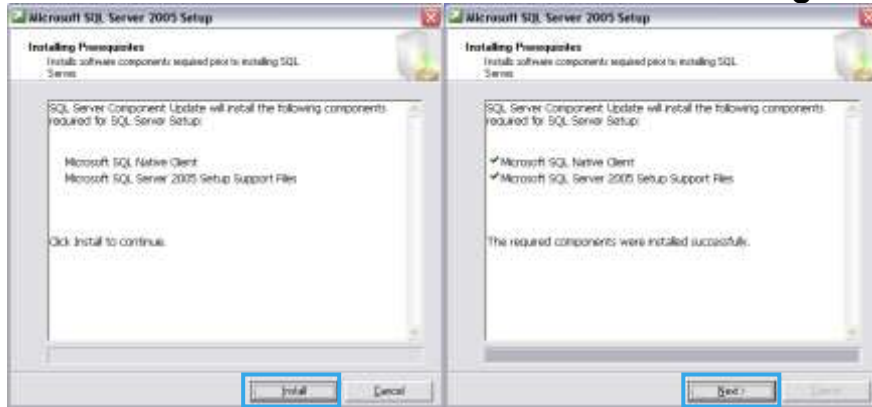 Microsoft SQL Server 2005 Setup
Installing Prerequisites
Installs software components required prior to installing SQL
Server.
SQL Server Component Update will install the following components
required for SQL Server Setup:
Microsoft SQL Native Client
Microsoft SQL Server 2005 Setup Support Files
Click Install to continue.
Install
Cancel
Microsoft SQL Server 2005 Setup
Installing Prerequisites
Installs software components required prior to installing SQL
Server.
SQL Server Component Update will install the following components
required for SQL Server Setup:
✓Microsoft SQL Native Client
✓Microsoft SQL Server 2005 Setup Support Files
The required components were installed successfully.
Next >
Cancel